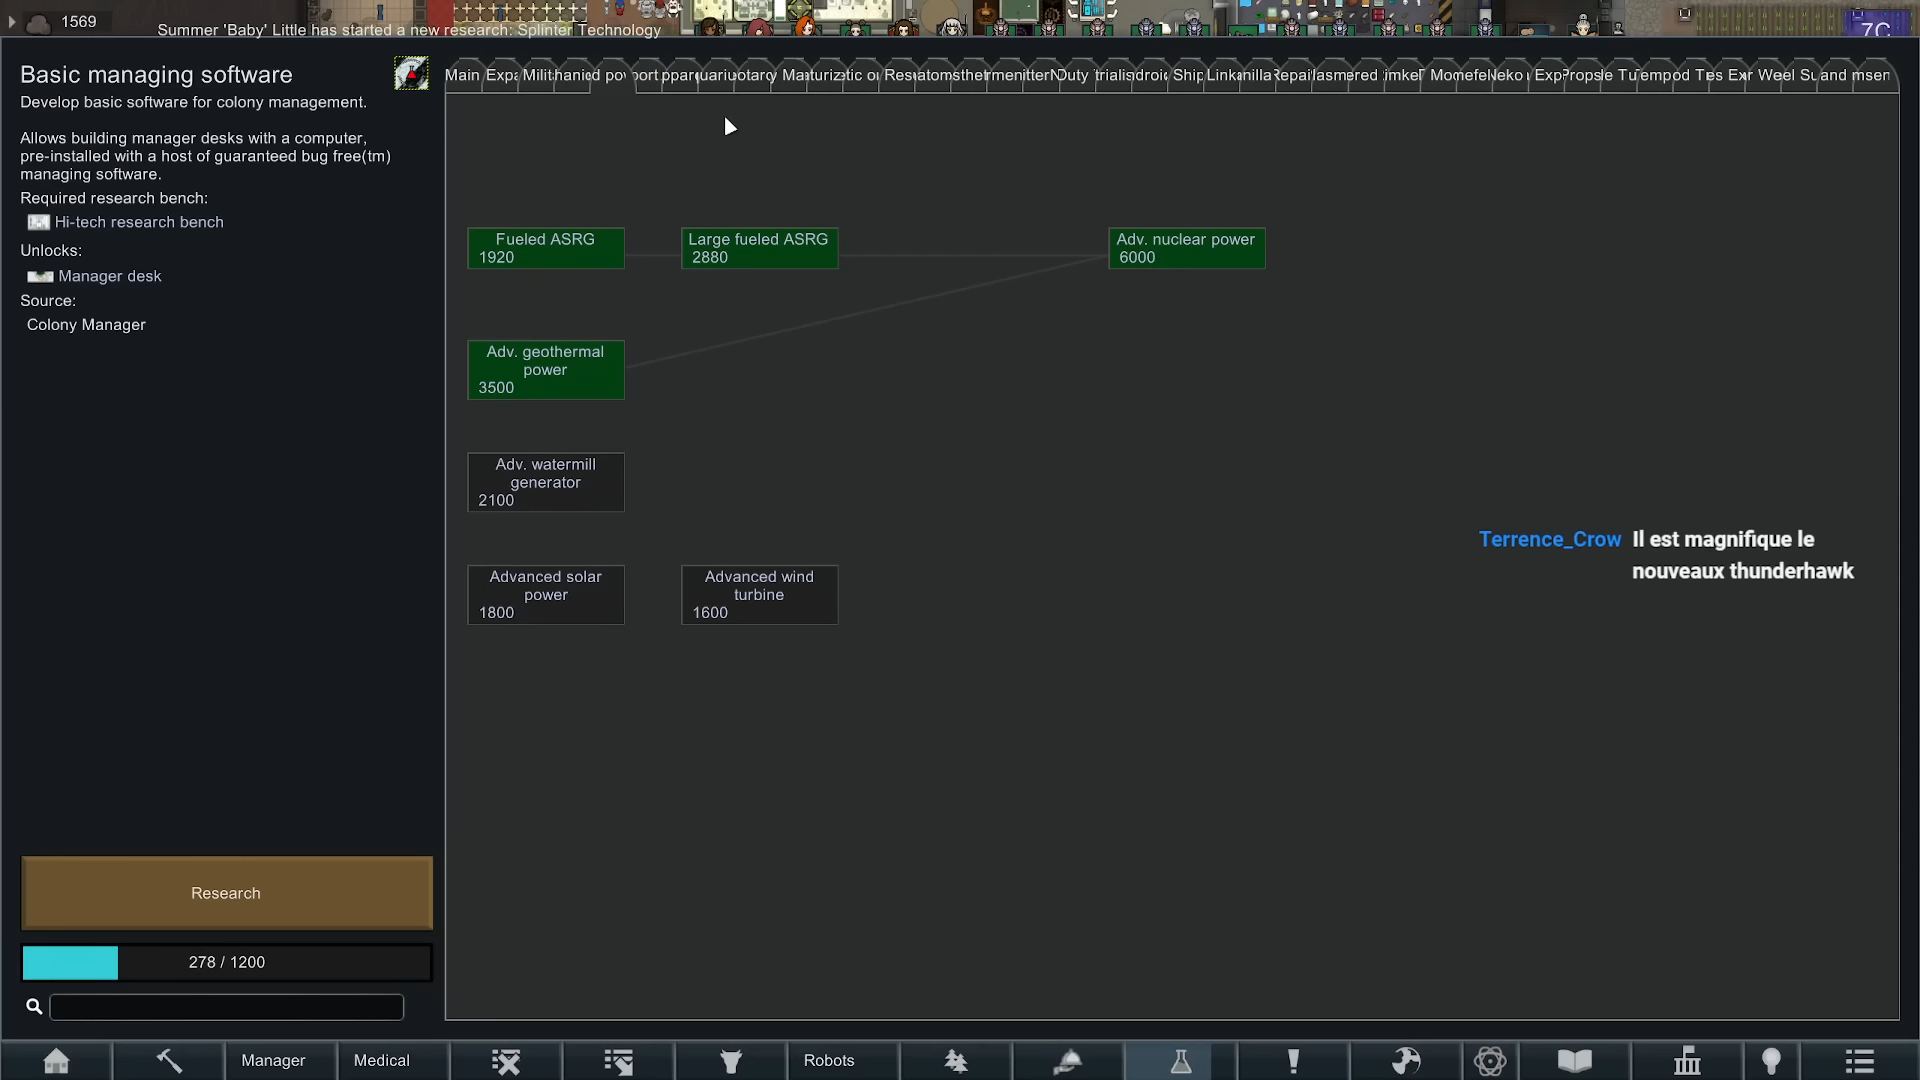 1569
Summer 'Baby' Little has started a new research: Splinter Technology
7C
Basic managing software
Develop basic software for colony management.
Allows building manager desks with a computer,
pre-installed with a host of guaranteed bug free(tm)
managing software.
Required research bench:
Hi-tech research bench
Unlocks:
Manager desk
Source:
Colony Manager
Main
Fueled ASRG
1920
Large fueled ASRG
2880
Adv. nuclear power
6000
Adv. geothermal
power
3500
Adv. watermill
generator
2100
Advanced solar
power
1800
Advanced wind
turbine
1600
Terrence_Crow Il est magnifique le
nouveaux thunderhawk
Research
278 / 1200
Manager
Medical
Robots